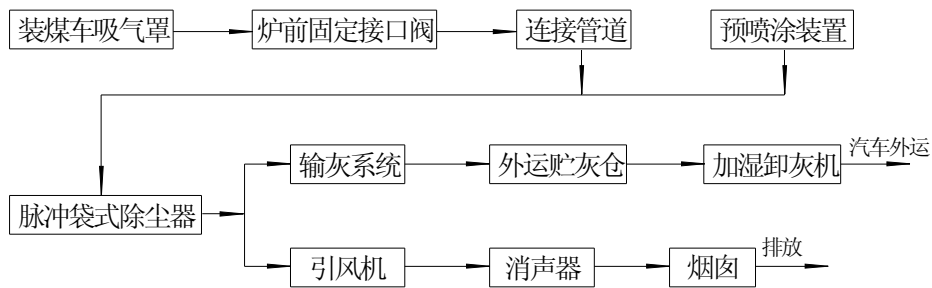 装煤车吸气罩
炉前固定接口阀
连接管道
预喷涂装置
输灰系统
外运贮灰仓
加湿卸灰机
汽车外运
脉冲袋式除尘器
引风机
消声器
烟囱
排放